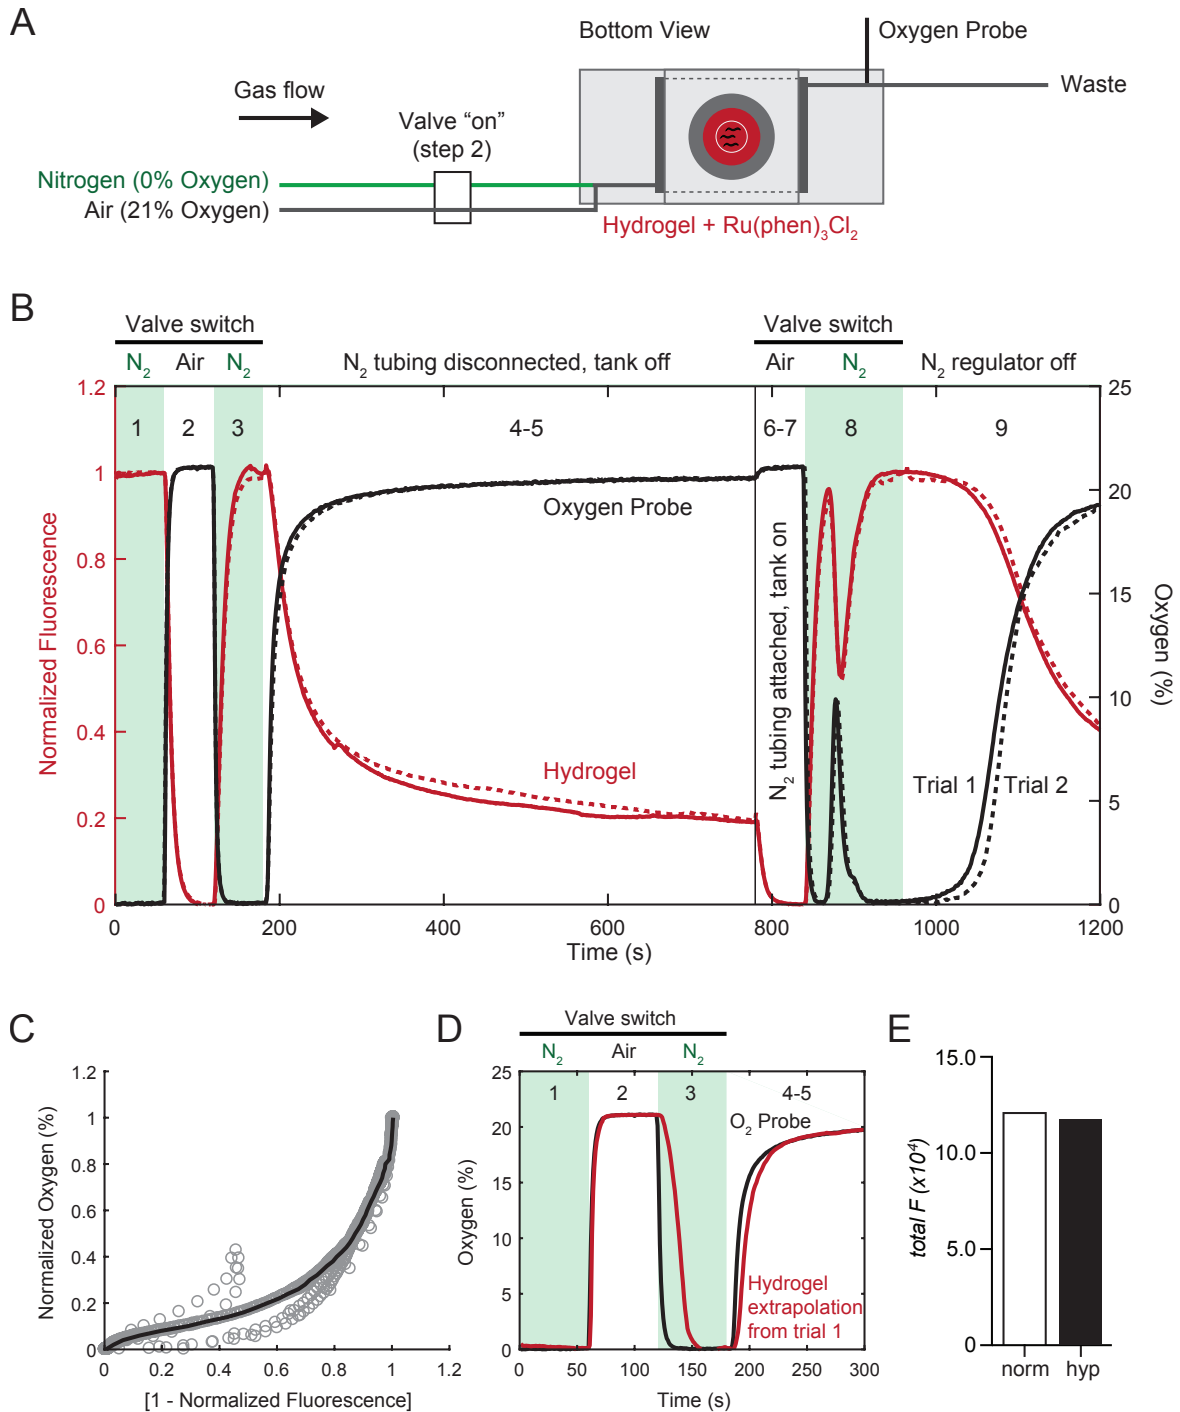 A
Bottom View
Oxygen Probe
Gas flow
Waste
Valve "on"
(step 2)
Nitrogen (0% Oxygen)
Air (21% Oxygen)
Hydrogel + Ru(phen)₃Cl₂
B
Valve switch
Valve switch
N₂ Air N₂ N₂ tubing disconnected, tank off Air N₂ N₂ regulator off
1.2
1
0.8
0.6
0.4
0.2
0
Normalized Fluorescence
25
20
15
10
5
0
Oxygen (%)
1 2 3 4-5 6-7 8 9
Oxygen Probe
Hydrogel
N₂ tubing attached, tank on
Trial 1 Trial 2
0 200 400 600 800 1000 1200
Time (s)
C
1.2
1
0.8
0.6
0.4
0.2
0
Normalized Oxygen (%)
0 0.2 0.4 0.6 0.8 1 1.2
[1 - Normalized Fluorescence]
D
Valve switch
N₂ Air N₂
25
20
15
10
5
0
Oxygen (%)
1 2 3 4-5
O₂ Probe
Hydrogel
extrapolation
from trial 1
0 50 100 150 200 250 300
Time (s)
E
15.0
10.0
5.0
0
total F (x10⁴)
norm hyp